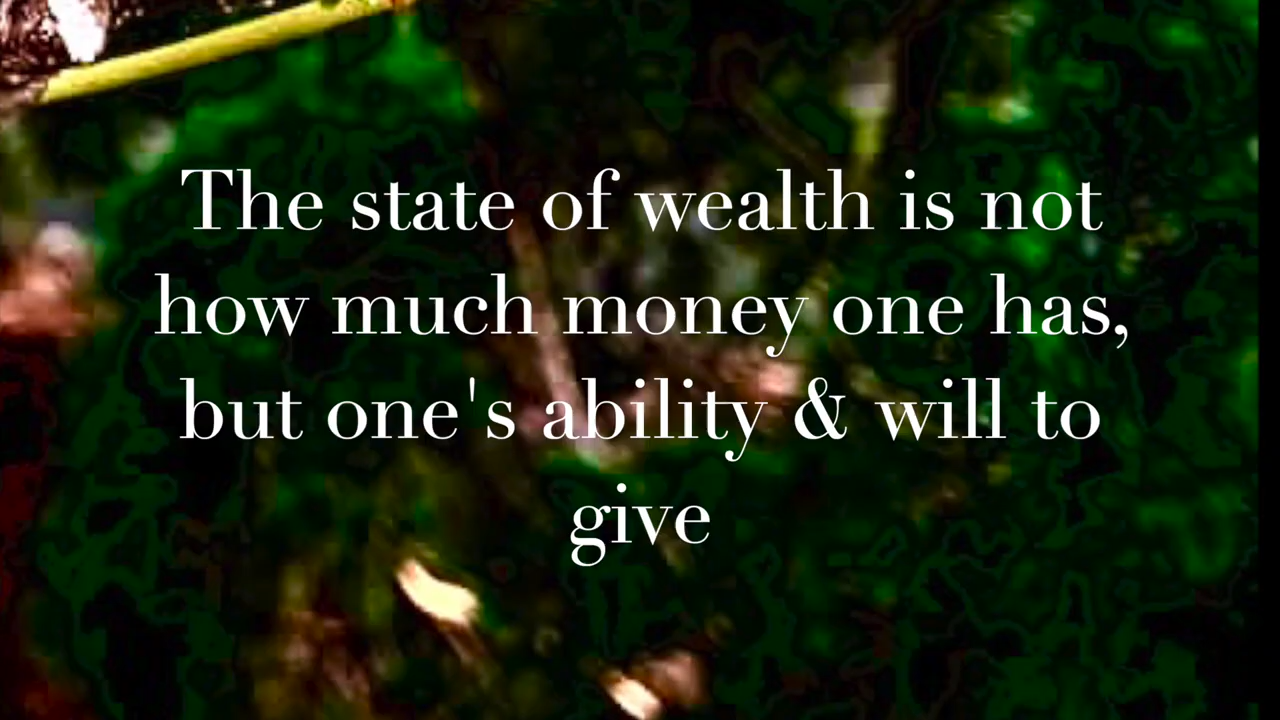 The state of wealth is not
how much money one has,
but one's ability & will to
give